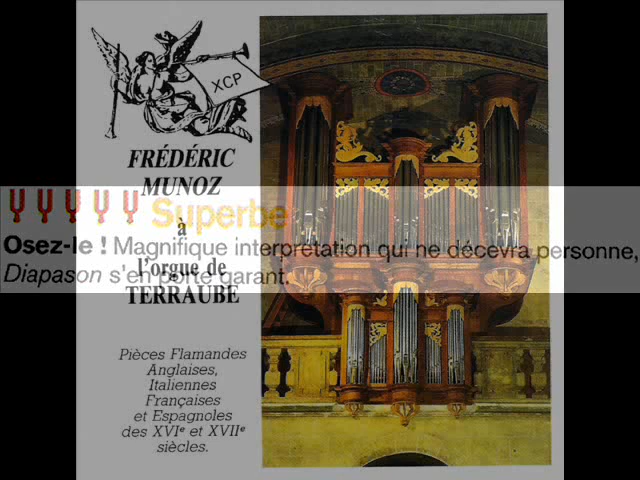 XCP
FRÉDÉRIC
MUNOZ
à
l'orgue de
TERRAUBE
Superbe
Osez-le ! Magnifique interprétation qui ne décevra personne,
Diapason s'en porte garant.
Pièces Flamandes
Anglaises,
Italiennes
Françaises
et Espagnoles
des XVIe et XVIIe
siècles.